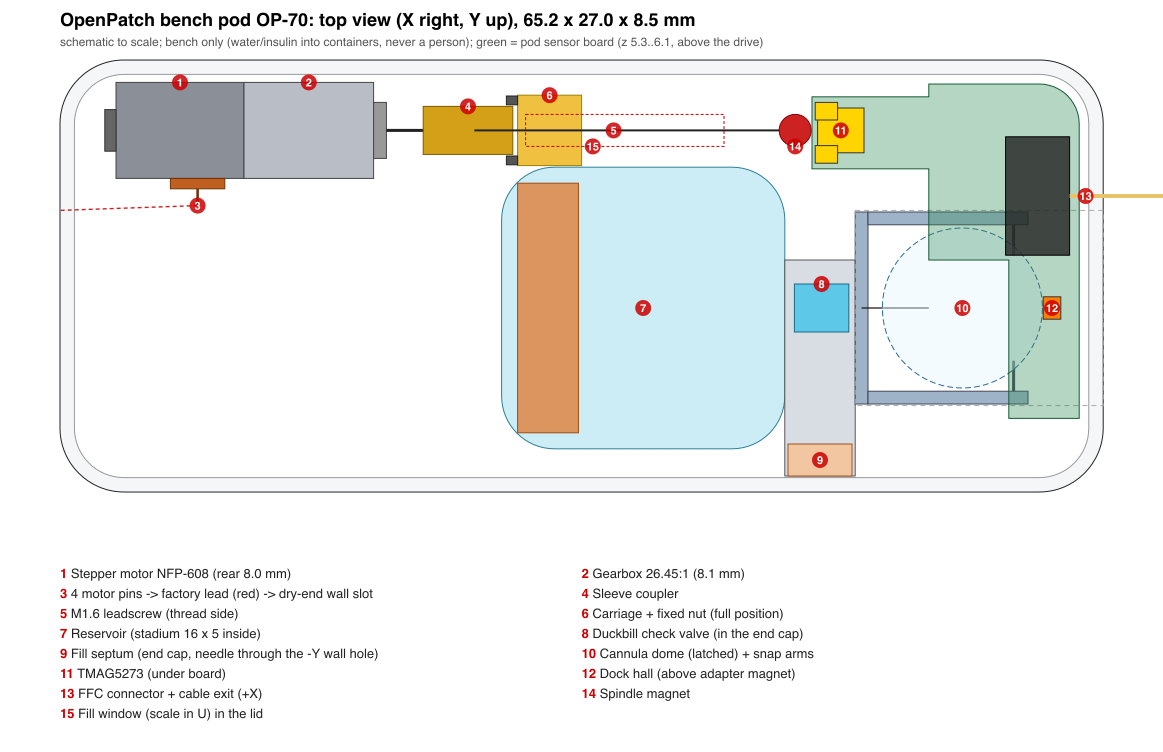 OpenPatch bench pod OP-70: top view (X right, Y up), 65.2 x 27.0 x 8.5 mm
schematic to scale; bench only (water/insulin into containers, never a person); green = pod sensor board (z 5.3..6.1, above the drive)
1
2
6
4
5
11
15
14
13
3
8
7
10
12
9
1 Stepper motor NFP-608 (rear 8.0 mm)
2 Gearbox 26.45:1 (8.1 mm)
3 4 motor pins -> factory lead (red) -> dry-end wall slot
4 Sleeve coupler
5 M1.6 leadscrew (thread side)
6 Carriage + fixed nut (full position)
7 Reservoir (stadium 16 x 5 inside)
8 Duckbill check valve (in the end cap)
9 Fill septum (end cap, needle through the -Y wall hole)
10 Cannula dome (latched) + snap arms
11 TMAG5273 (under board)
12 Dock hall (above adapter magnet)
13 FFC connector + cable exit (+X)
14 Spindle magnet
15 Fill window (scale in U) in the lid